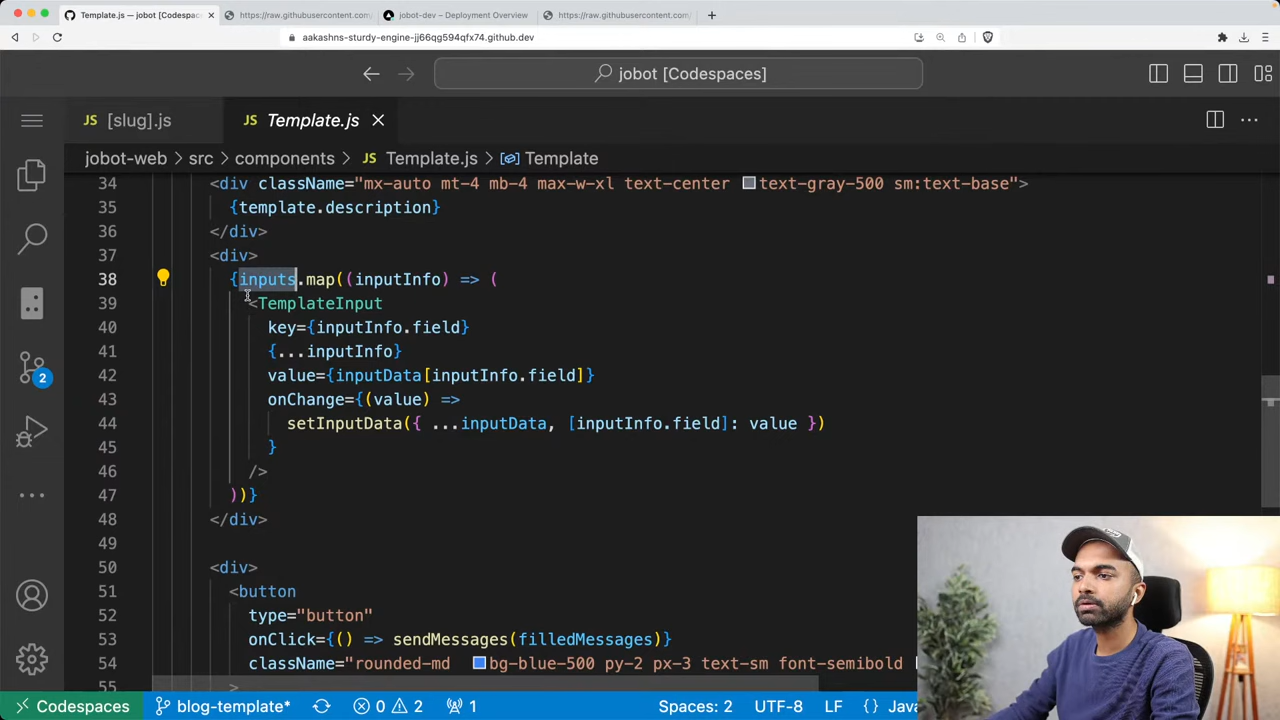 Template.js (jobot [Codespac
https://raw.githubusercontent.com/
jobot-dev – Deployment Overview
https://raw.githubusercontent.com/
aakashns-sturdy-engine-jj66qg594qfx74.github.dev
jobot [Codespaces]
JS [slug].js
JS Template.js
jobot-web > src > components > JS Template.js > Template
34 <div className="mx-auto mt-4 mb-4 max-w-xl text-center text-gray-500 sm:text-base">
35 {template.description}
36 </div>
37 <div>
38 {inputs.map((inputInfo) => (
39 <TemplateInput
40 key={inputInfo.field}
41 {...inputInfo}
42 value={inputData[inputInfo.field]}
43 onChange={(value) =>
44 setInputData({ ...inputData, [inputInfo.field]: value })
45 }
46 />
47 ))}
48 </div>
49
50 <div>
51 <button
52 type="button"
53 onClick={() => sendMessages(filledMessages)}
54 className="rounded-md bg-blue-500 py-2 px-3 text-sm font-semibold
55 >
2
Codespaces
blog-template*
0 2
1
Spaces: 2
UTF-8
LF
{} Java